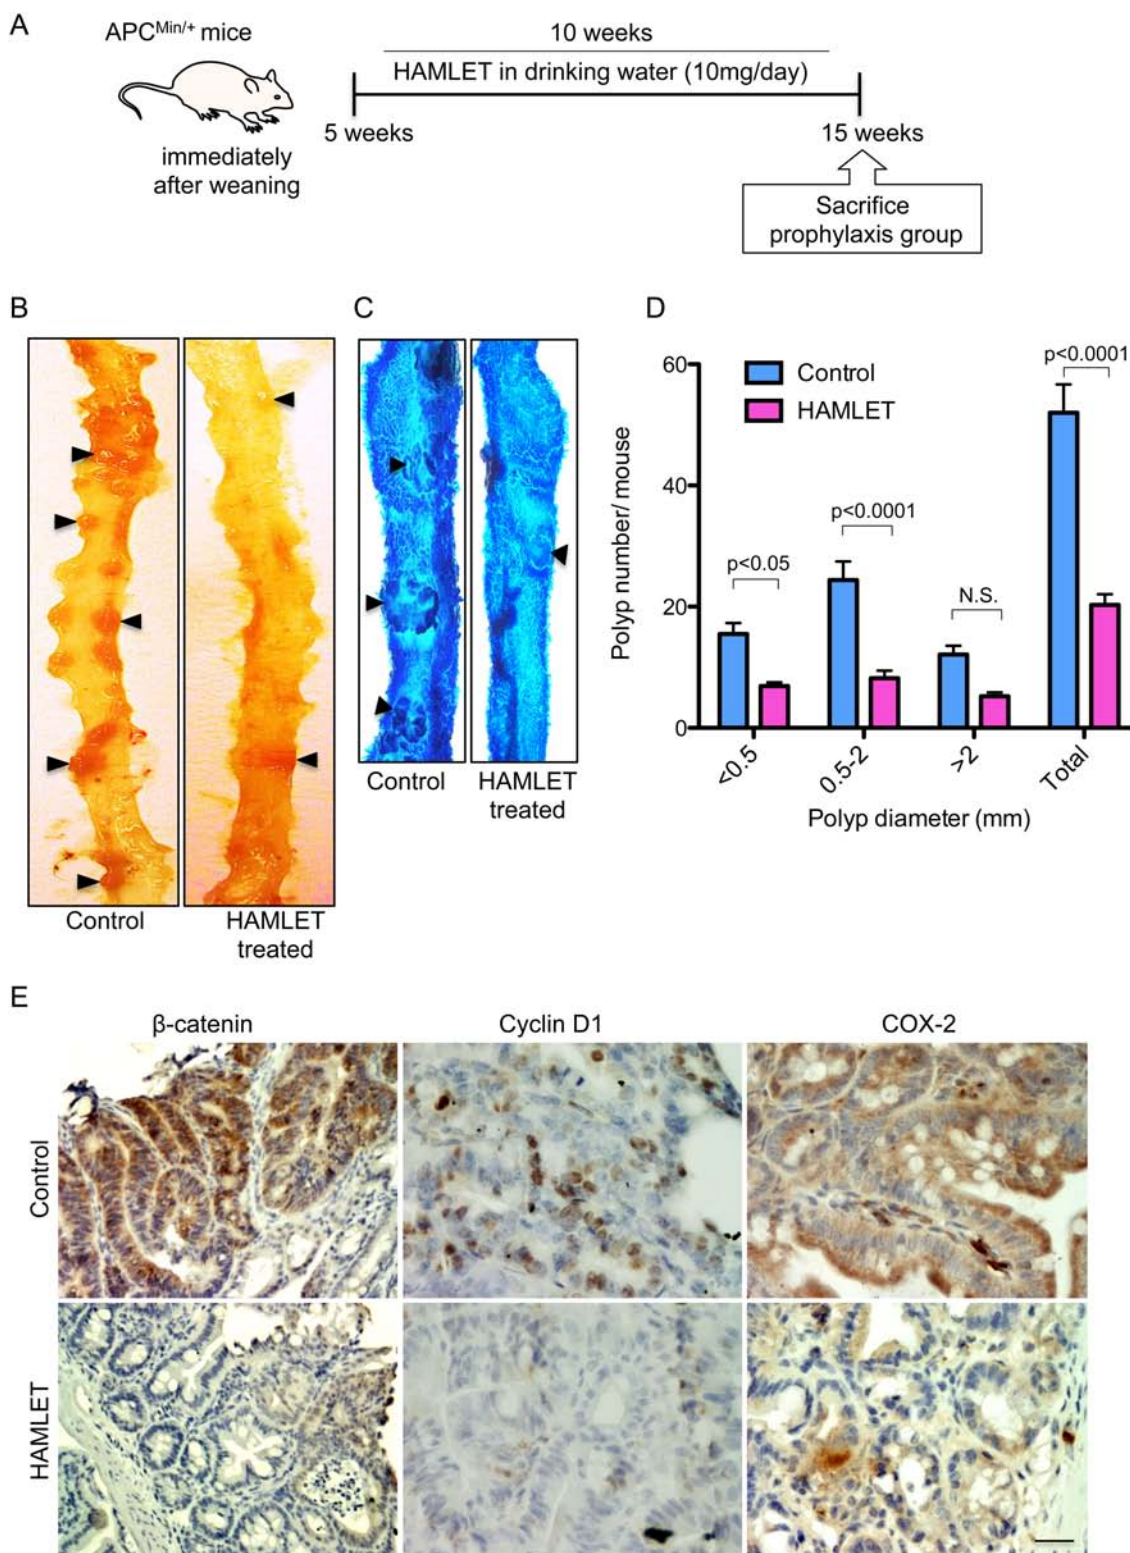 A
APC^Min/+ mice
immediately
after weaning
10 weeks
HAMLET in drinking water (10mg/day)
5 weeks
15 weeks
Sacrifice
prophylaxis group
B
Control
HAMLET
treated
C
Control
HAMLET
treated
D
Control
HAMLET
Polyp number/ mouse
60
40
20
0
p<0.05
p<0.0001
N.S.
p<0.0001
<0.5
0.5-2
>2
Total
Polyp diameter (mm)
E
β-catenin
Cyclin D1
COX-2
Control
HAMLET